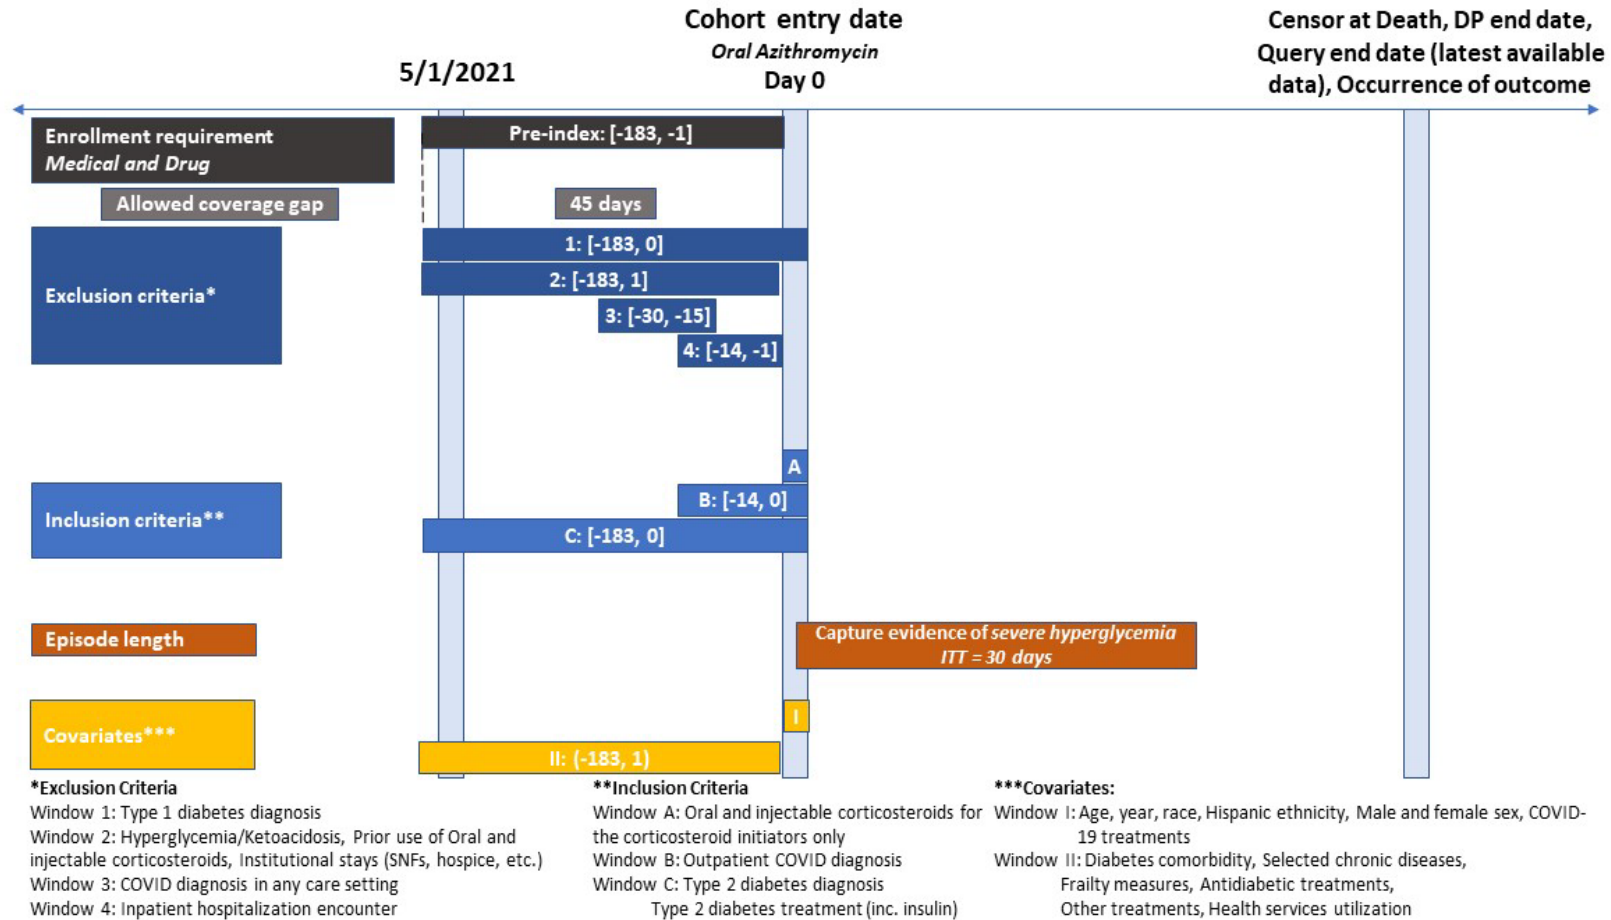 Cohort entry date
Oral Azithromycin
Day 0
5/1/2021
Censor at Death, DP end date,
Query end date (latest available
data), Occurrence of outcome
Enrollment requirement
Medical and Drug
Pre-index: [-183, -1]
Allowed coverage gap
45 days
Exclusion criteria*
1: [-183, 0]
2: [-183, 1]
3: [-30, -15]
4: [-14, -1]
Inclusion criteria**
A
B: [-14, 0]
C: [-183, 0]
Episode length
Capture evidence of severe hyperglycemia
ITT = 30 days
Covariates***
I
II: (-183, 1)
*Exclusion Criteria
Window 1: Type 1 diabetes diagnosis
Window 2: Hyperglycemia/Ketoacidosis, Prior use of Oral and
injectable corticosteroids, Institutional stays (SNFs, hospice, etc.)
Window 3: COVID diagnosis in any care setting
Window 4: Inpatient hospitalization encounter
**Inclusion Criteria
Window A: Oral and injectable corticosteroids for
the corticosteroid initiators only
Window B: Outpatient COVID diagnosis
Window C: Type 2 diabetes diagnosis
Type 2 diabetes treatment (inc. insulin)
***Covariates:
Window I: Age, year, race, Hispanic ethnicity, Male and female sex, COVID-
19 treatments
Window II: Diabetes comorbidity, Selected chronic diseases,
Frailty measures, Antidiabetic treatments,
Other treatments, Health services utilization